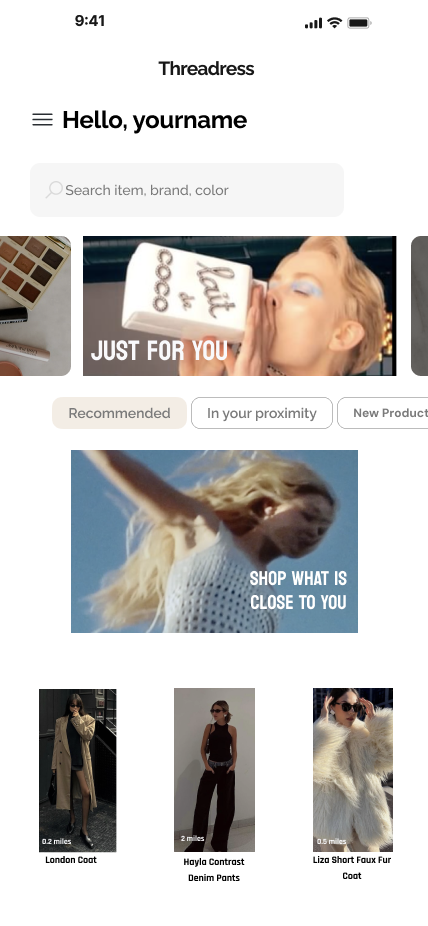 9:41
Threadress
Hello, yourname
Search item, brand, color
lait
de
COCO
JUST FOR YOU
Recommended
In your proximity
New Product
SHOP WHAT IS
CLOSE TO YOU
0.2 miles
2 miles
0.5 miles
London Coat
Hayla Contrast
Denim Pants
Liza Short Faux Fur
Coat